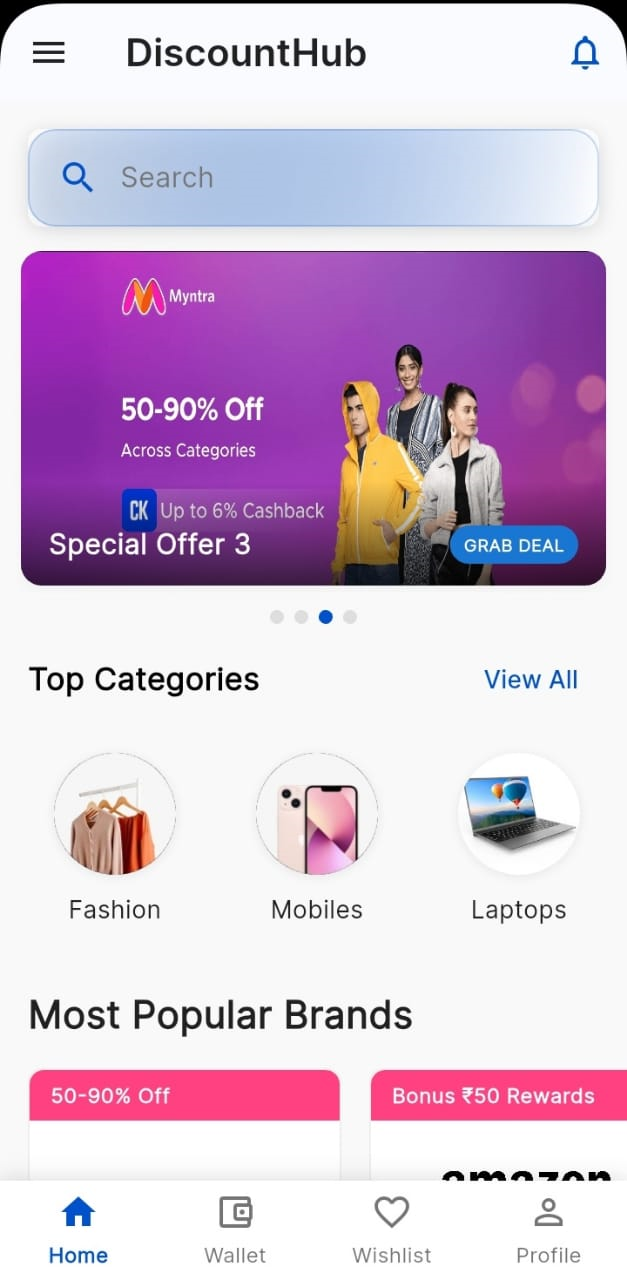 DiscountHub
Search
Myntra
50-90% Off
Across Categories
CK Up to 6% Cashback
Special Offer 3
GRAB DEAL
Top Categories
View All
Fashion
Mobiles
Laptops
Most Popular Brands
50-90% Off
Bonus ₹50 Rewards
amazon
Home
Wallet
Wishlist
Profile